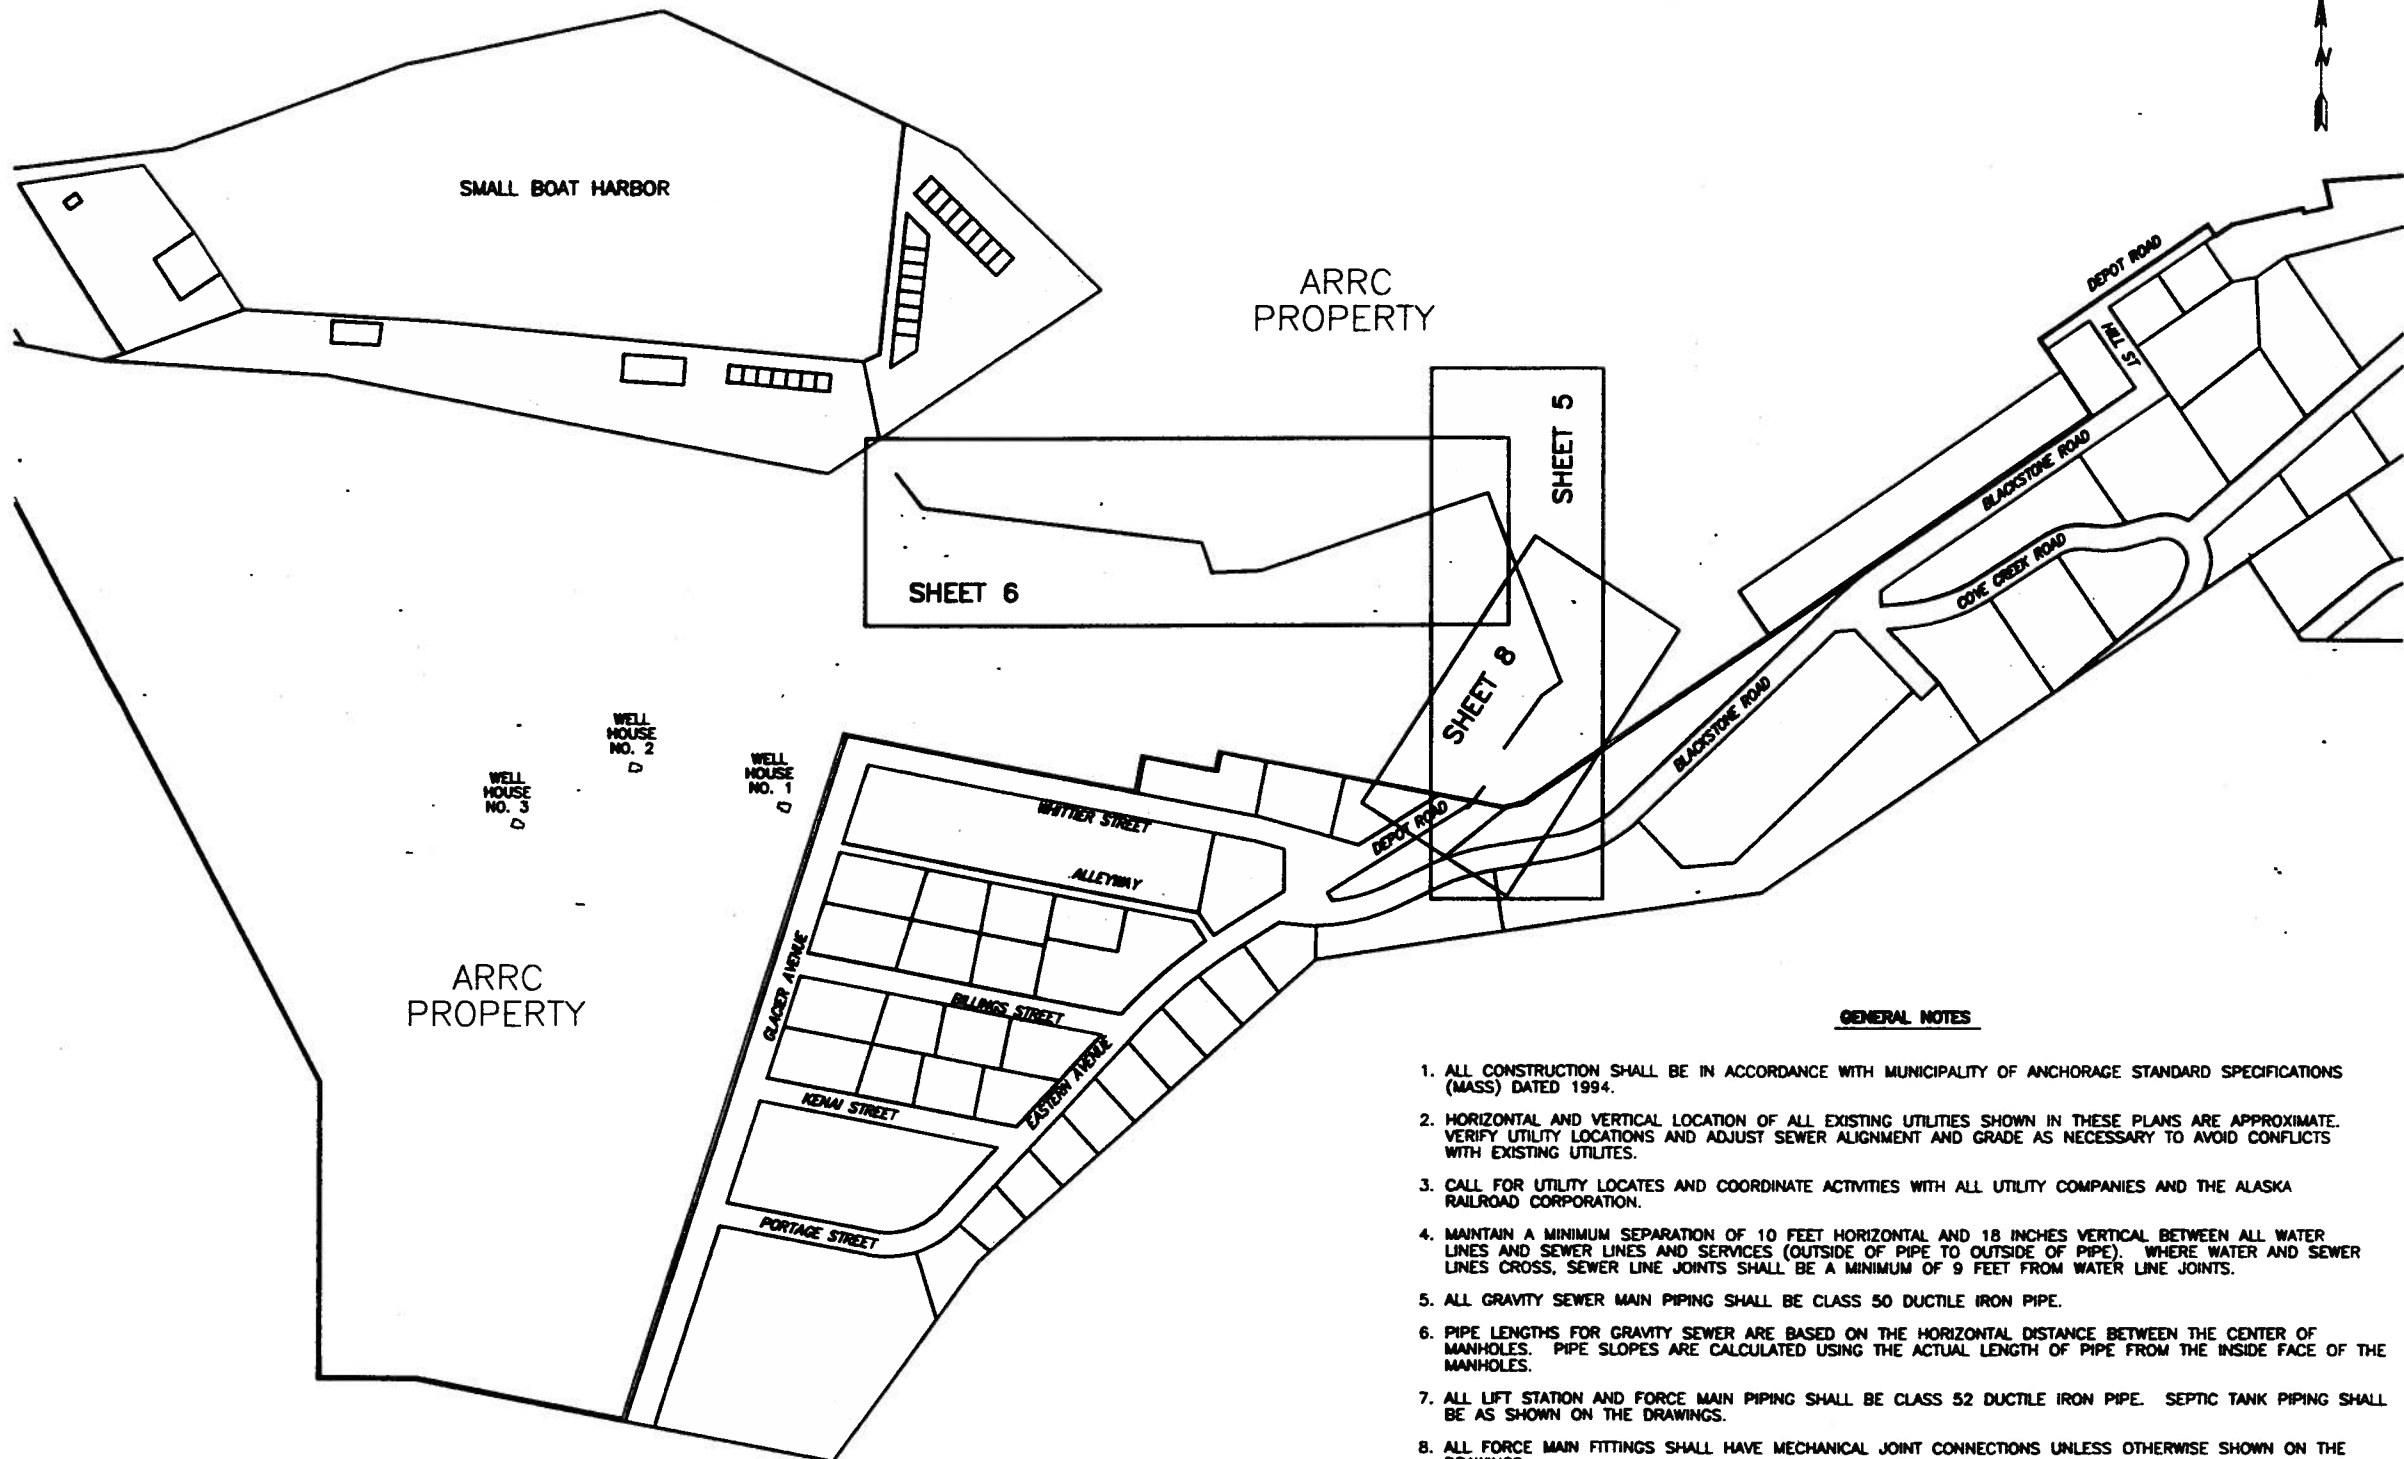 N
SMALL BOAT HARBOR
ARRC
PROPERTY
DEPOT ROAD
HILL ST
SHEET 5
BLACKSTONE ROAD
COVE CREEK ROAD
SHEET 6
SHEET 8
BLACKSTONE ROAD
WELL
HOUSE
NO. 2
WELL
HOUSE
NO. 1
WELL
HOUSE
NO. 3
WHITTIER STREET
DEPOT ROAD
ALLEYWAY
GLACIER AVENUE
ARRC
PROPERTY
BILLINGS STREET
EASTERN AVENUE
KENAI STREET
PORTAGE STREET
GENERAL NOTES
1. ALL CONSTRUCTION SHALL BE IN ACCORDANCE WITH MUNICIPALITY OF ANCHORAGE STANDARD SPECIFICATIONS
(MASS) DATED 1994.
2. HORIZONTAL AND VERTICAL LOCATION OF ALL EXISTING UTILITIES SHOWN IN THESE PLANS ARE APPROXIMATE.
VERIFY UTILITY LOCATIONS AND ADJUST SEWER ALIGNMENT AND GRADE AS NECESSARY TO AVOID CONFLICTS
WITH EXISTING UTILITES.
3. CALL FOR UTILITY LOCATES AND COORDINATE ACTIVITIES WITH ALL UTILITY COMPANIES AND THE ALASKA
RAILROAD CORPORATION.
4. MAINTAIN A MINIMUM SEPARATION OF 10 FEET HORIZONTAL AND 18 INCHES VERTICAL BETWEEN ALL WATER
LINES AND SEWER LINES AND SERVICES (OUTSIDE OF PIPE TO OUTSIDE OF PIPE). WHERE WATER AND SEWER
LINES CROSS, SEWER LINE JOINTS SHALL BE A MINIMUM OF 9 FEET FROM WATER LINE JOINTS.
5. ALL GRAVITY SEWER MAIN PIPING SHALL BE CLASS 50 DUCTILE IRON PIPE.
6. PIPE LENGTHS FOR GRAVITY SEWER ARE BASED ON THE HORIZONTAL DISTANCE BETWEEN THE CENTER OF
MANHOLES. PIPE SLOPES ARE CALCULATED USING THE ACTUAL LENGTH OF PIPE FROM THE INSIDE FACE OF THE
MANHOLES.
7. ALL LIFT STATION AND FORCE MAIN PIPING SHALL BE CLASS 52 DUCTILE IRON PIPE. SEPTIC TANK PIPING SHALL
BE AS SHOWN ON THE DRAWINGS.
8. ALL FORCE MAIN FITTINGS SHALL HAVE MECHANICAL JOINT CONNECTIONS UNLESS OTHERWISE SHOWN ON THE